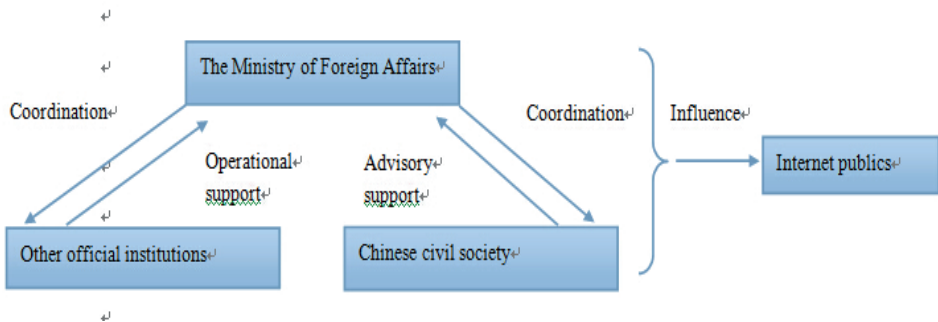 The Ministry of Foreign Affairs
Coordination
Coordination
Influence
Operational
support
Advisory
support
Internet publics
Other official institutions
Chinese civil society